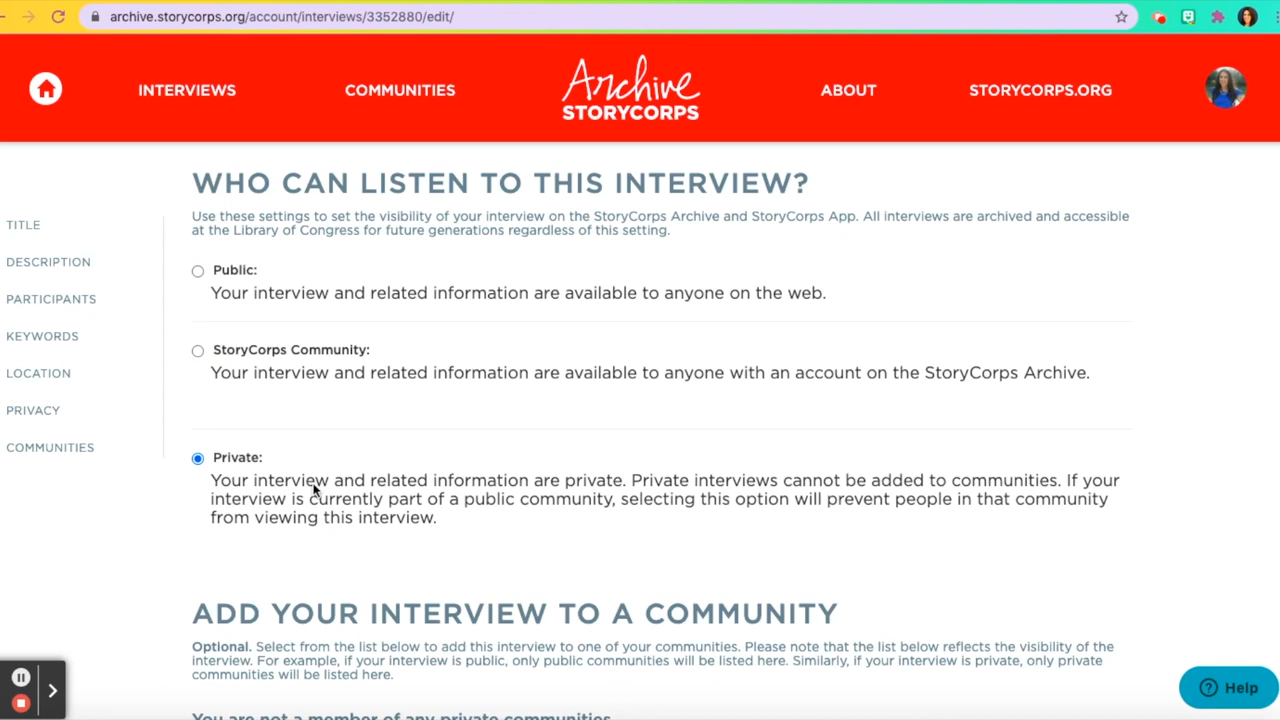 archive.storycorps.org/account/interviews/3352880/edit/
INTERVIEWS
COMMUNITIES
Archive
STORYCORPS
ABOUT
STORYCORPS.ORG
TITLE
DESCRIPTION
PARTICIPANTS
KEYWORDS
LOCATION
PRIVACY
COMMUNITIES
WHO CAN LISTEN TO THIS INTERVIEW?
Use these settings to set the visibility of your interview on the StoryCorps Archive and StoryCorps App. All interviews are archived and accessible
at the Library of Congress for future generations regardless of this setting.
Public:
Your interview and related information are available to anyone on the web.
StoryCorps Community:
Your interview and related information are available to anyone with an account on the StoryCorps Archive.
Private:
Your interview and related information are private. Private interviews cannot be added to communities. If your
interview is currently part of a public community, selecting this option will prevent people in that community
from viewing this interview.
ADD YOUR INTERVIEW TO A COMMUNITY
Optional. Select from the list below to add this interview to one of your communities. Please note that the list below reflects the visibility of the
interview. For example, if your interview is public, only public communities will be listed here. Similarly, if your interview is private, only private
communities will be listed here.
You are not a member of any private communities
Help